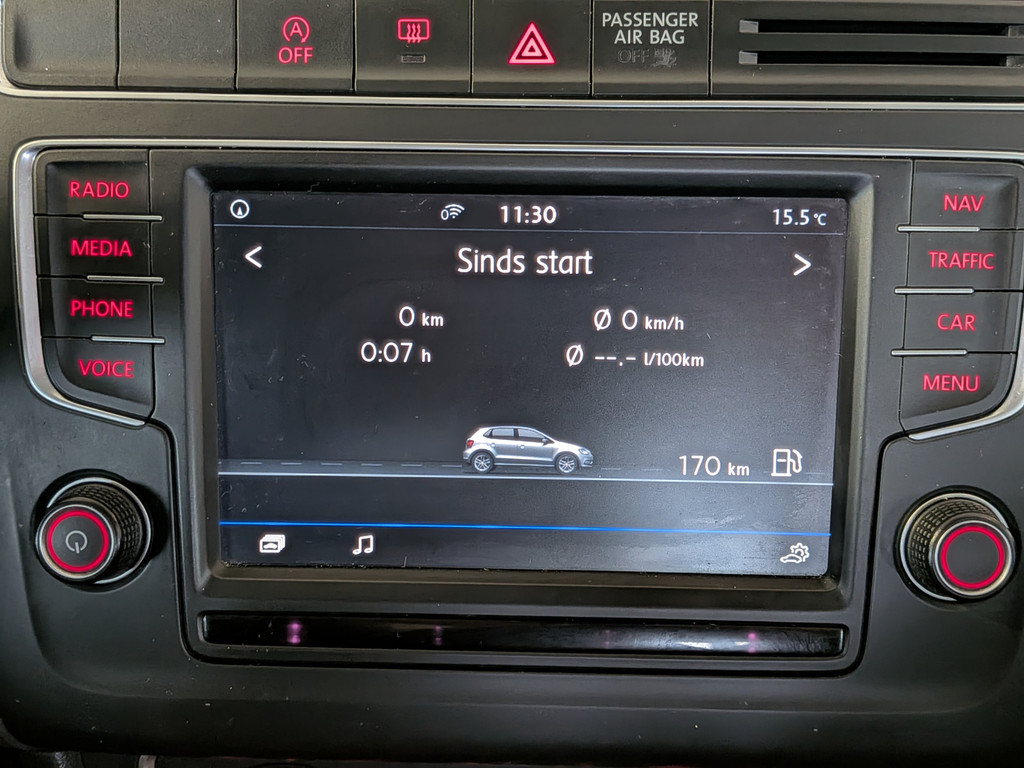 A
OFF
PASSENGER
AIR BAG
OFF
RADIO
MEDIA
PHONE
VOICE
0
11:30
15.5 °C
< Sinds start >
0 km
Ø 0 km/h
0:07 h
Ø --.- l/100km
170 km
NAV
TRAFFIC
CAR
MENU